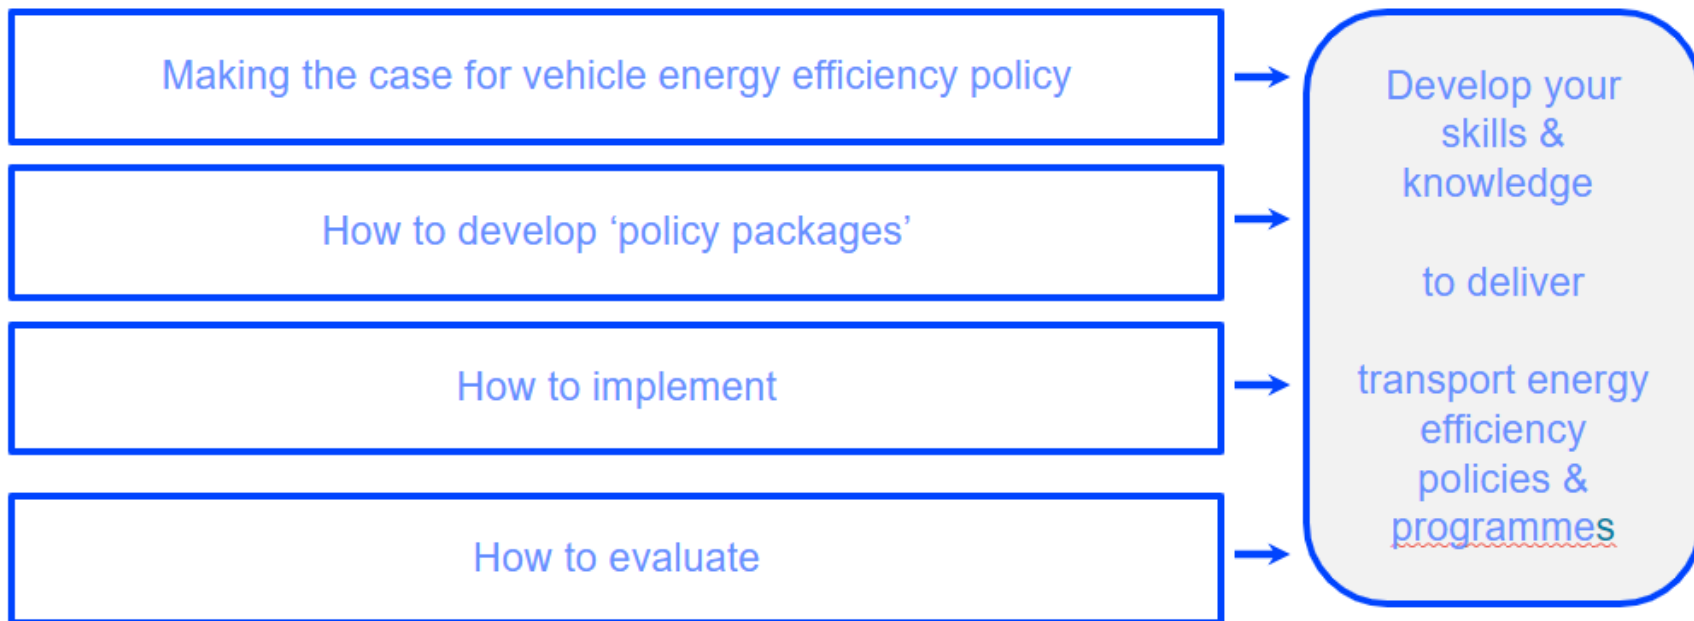 Making the case for vehicle energy efficiency policy
How to develop ‘policy packages’
How to implement
How to evaluate
Develop your
skills &
knowledge
to deliver
transport energy
efficiency
policies &
programmes